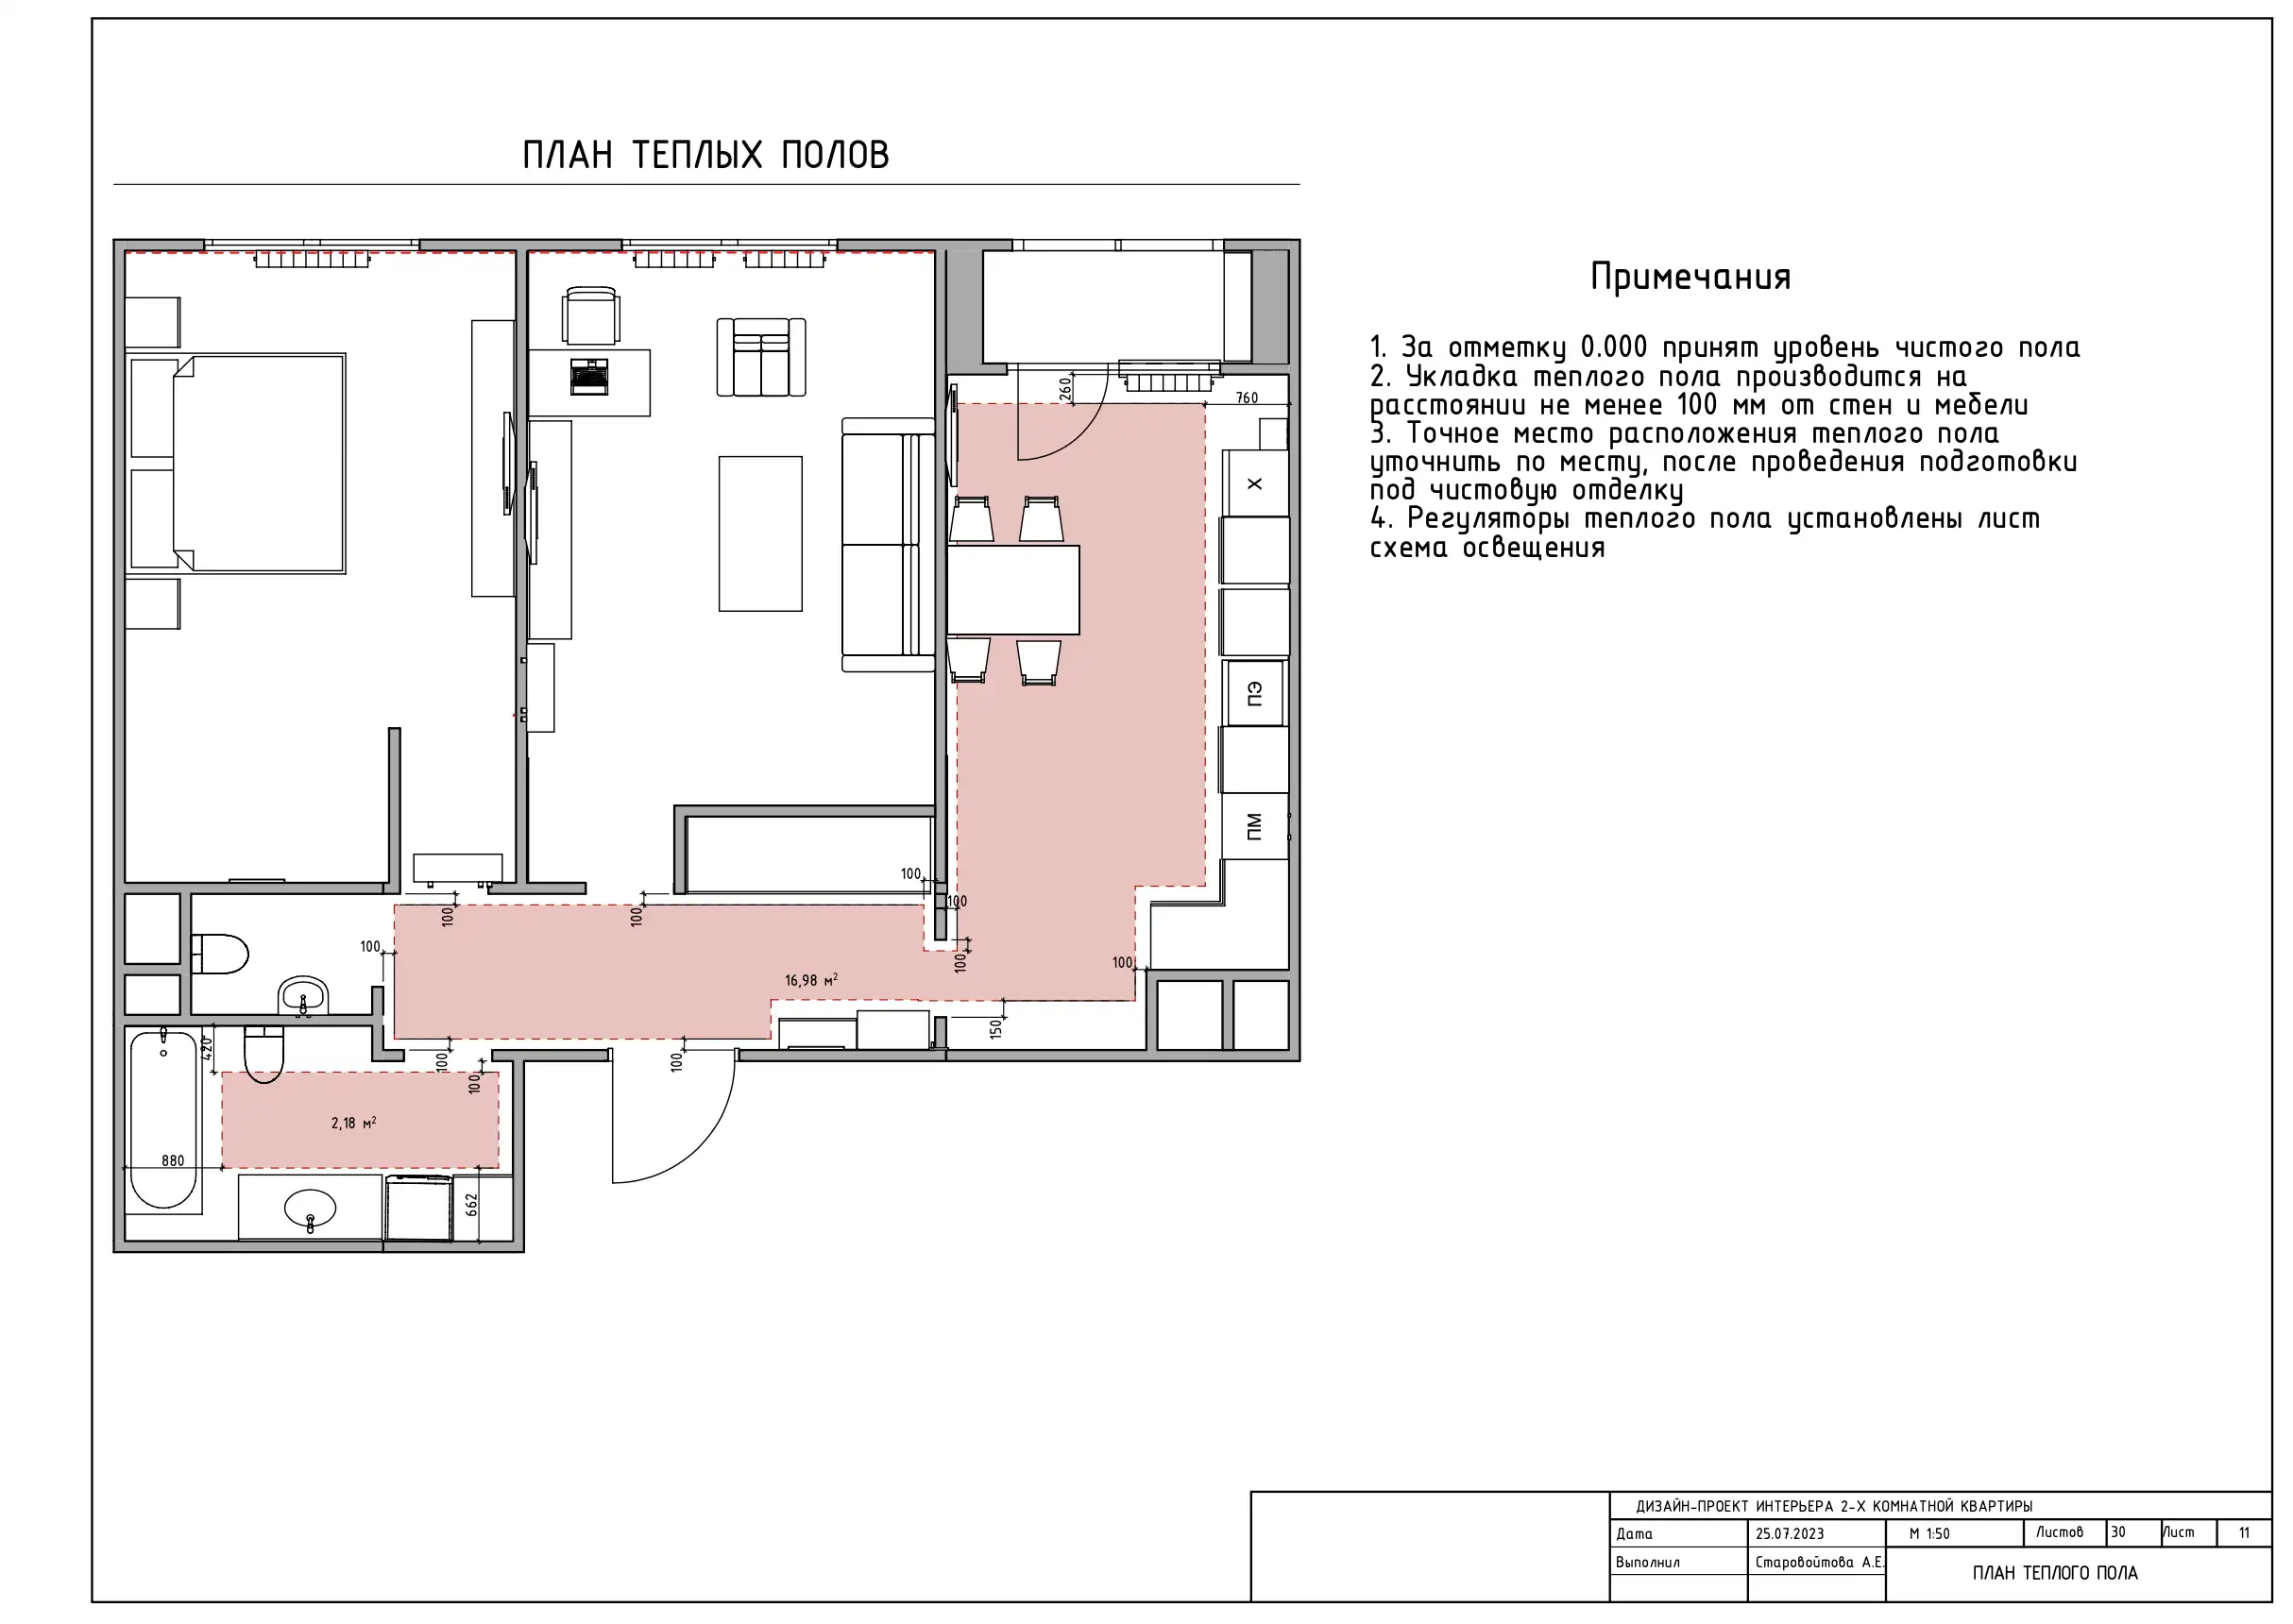 ПЛАН ТЕПЛЫХ ПОЛОВ
Примечания
1. За отметку 0.000 принят уровень чистого пола
2. Укладка теплого пола производится на
расстоянии не менее 100 мм от стен и мебели
3. Точное место расположения теплого пола
уточнить по месту, после проведения подготовки
под чистовую отделку
4. Регуляторы теплого пола установлены лист
схема освещения
260
760
Х
ПЭ
ПМ
100
100
100
100
100
100
100
16,98 м²
150
420
100
100
100
2,18 м²
880
662
ДИЗАЙН-ПРОЕКТ ИНТЕРЬЕРА 2-Х КОМНАТНОЙ КВАРТИРЫ
Дата 25.07.2023 М 1:50 Листов 30 Лист 11
Выполнил Старовойтова А.Е.
ПЛАН ТЕПЛОГО ПОЛА